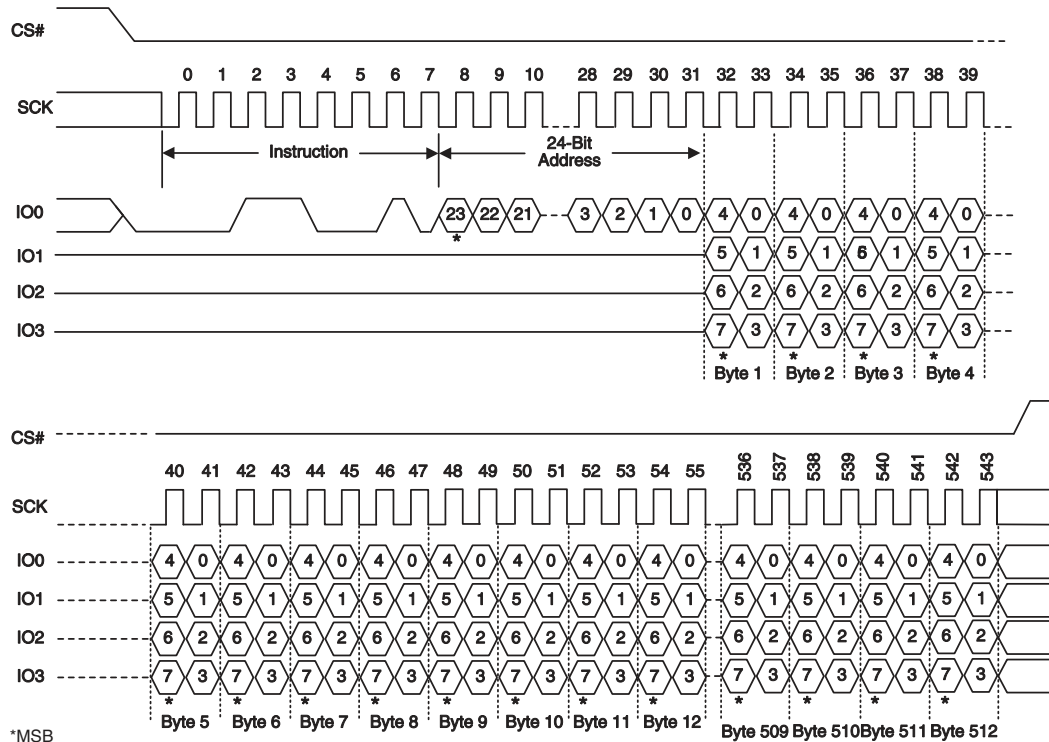 CS#
0 1 2 3 4 5 6 7 8 9 10 28 29 30 31 32 33 34 35 36 37 38 39
SCK
Instruction
24-Bit
Address
IO0 23 22 21 3 2 1 0 4 0 4 0 4 0 4 0
*
IO1 5 1 5 1 6 1 5 1
IO2 6 2 6 2 6 2 6 2
IO3 7 3 7 3 7 3 7 3
* * * *
Byte 1 Byte 2 Byte 3 Byte 4
CS#
40 41 42 43 44 45 46 47 48 49 50 51 52 53 54 55 536 537 538 539 540 541 542 543
SCK
IO0 4 0 4 0 4 0 4 0 4 0 4 0 4 0 4 0 4 0 4 0 4 0 4 0
IO1 5 1 5 1 5 1 5 1 5 1 5 1 5 1 5 1 5 1 5 1 5 1 5 1
IO2 6 2 6 2 6 2 6 2 6 2 6 2 6 2 6 2 6 2 6 2 6 2 6 2
IO3 7 3 7 3 7 3 7 3 7 3 7 3 7 3 7 3 7 3 7 3 7 3 7 3
* * * * * * * * * * * *
Byte 5 Byte 6 Byte 7 Byte 8 Byte 9 Byte 10 Byte 11 Byte 12 Byte 509 Byte 510 Byte 511 Byte 512
*MSB